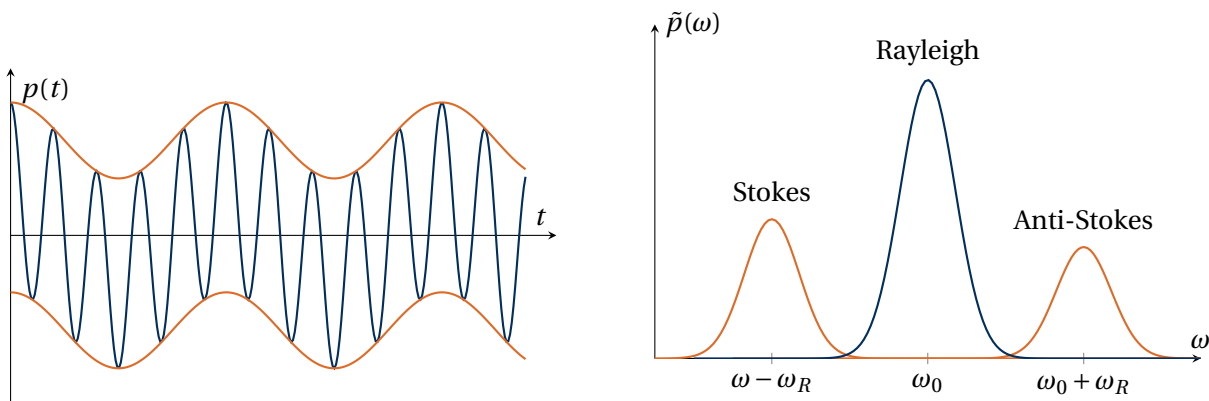 p(t)
t
p̃(ω)
Rayleigh
Stokes
Anti-Stokes
ω
ω − ω_R
ω_0
ω_0 + ω_R